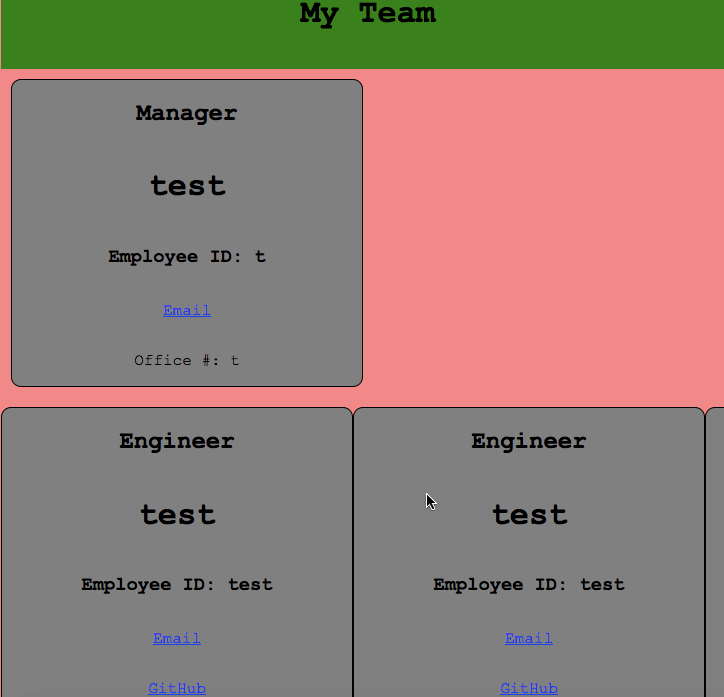 My Team
Manager
test
Employee ID: t
Email
Office #: t
Engineer
test
Employee ID: test
Email
GitHub
Engineer
test
Employee ID: test
Email
GitHub